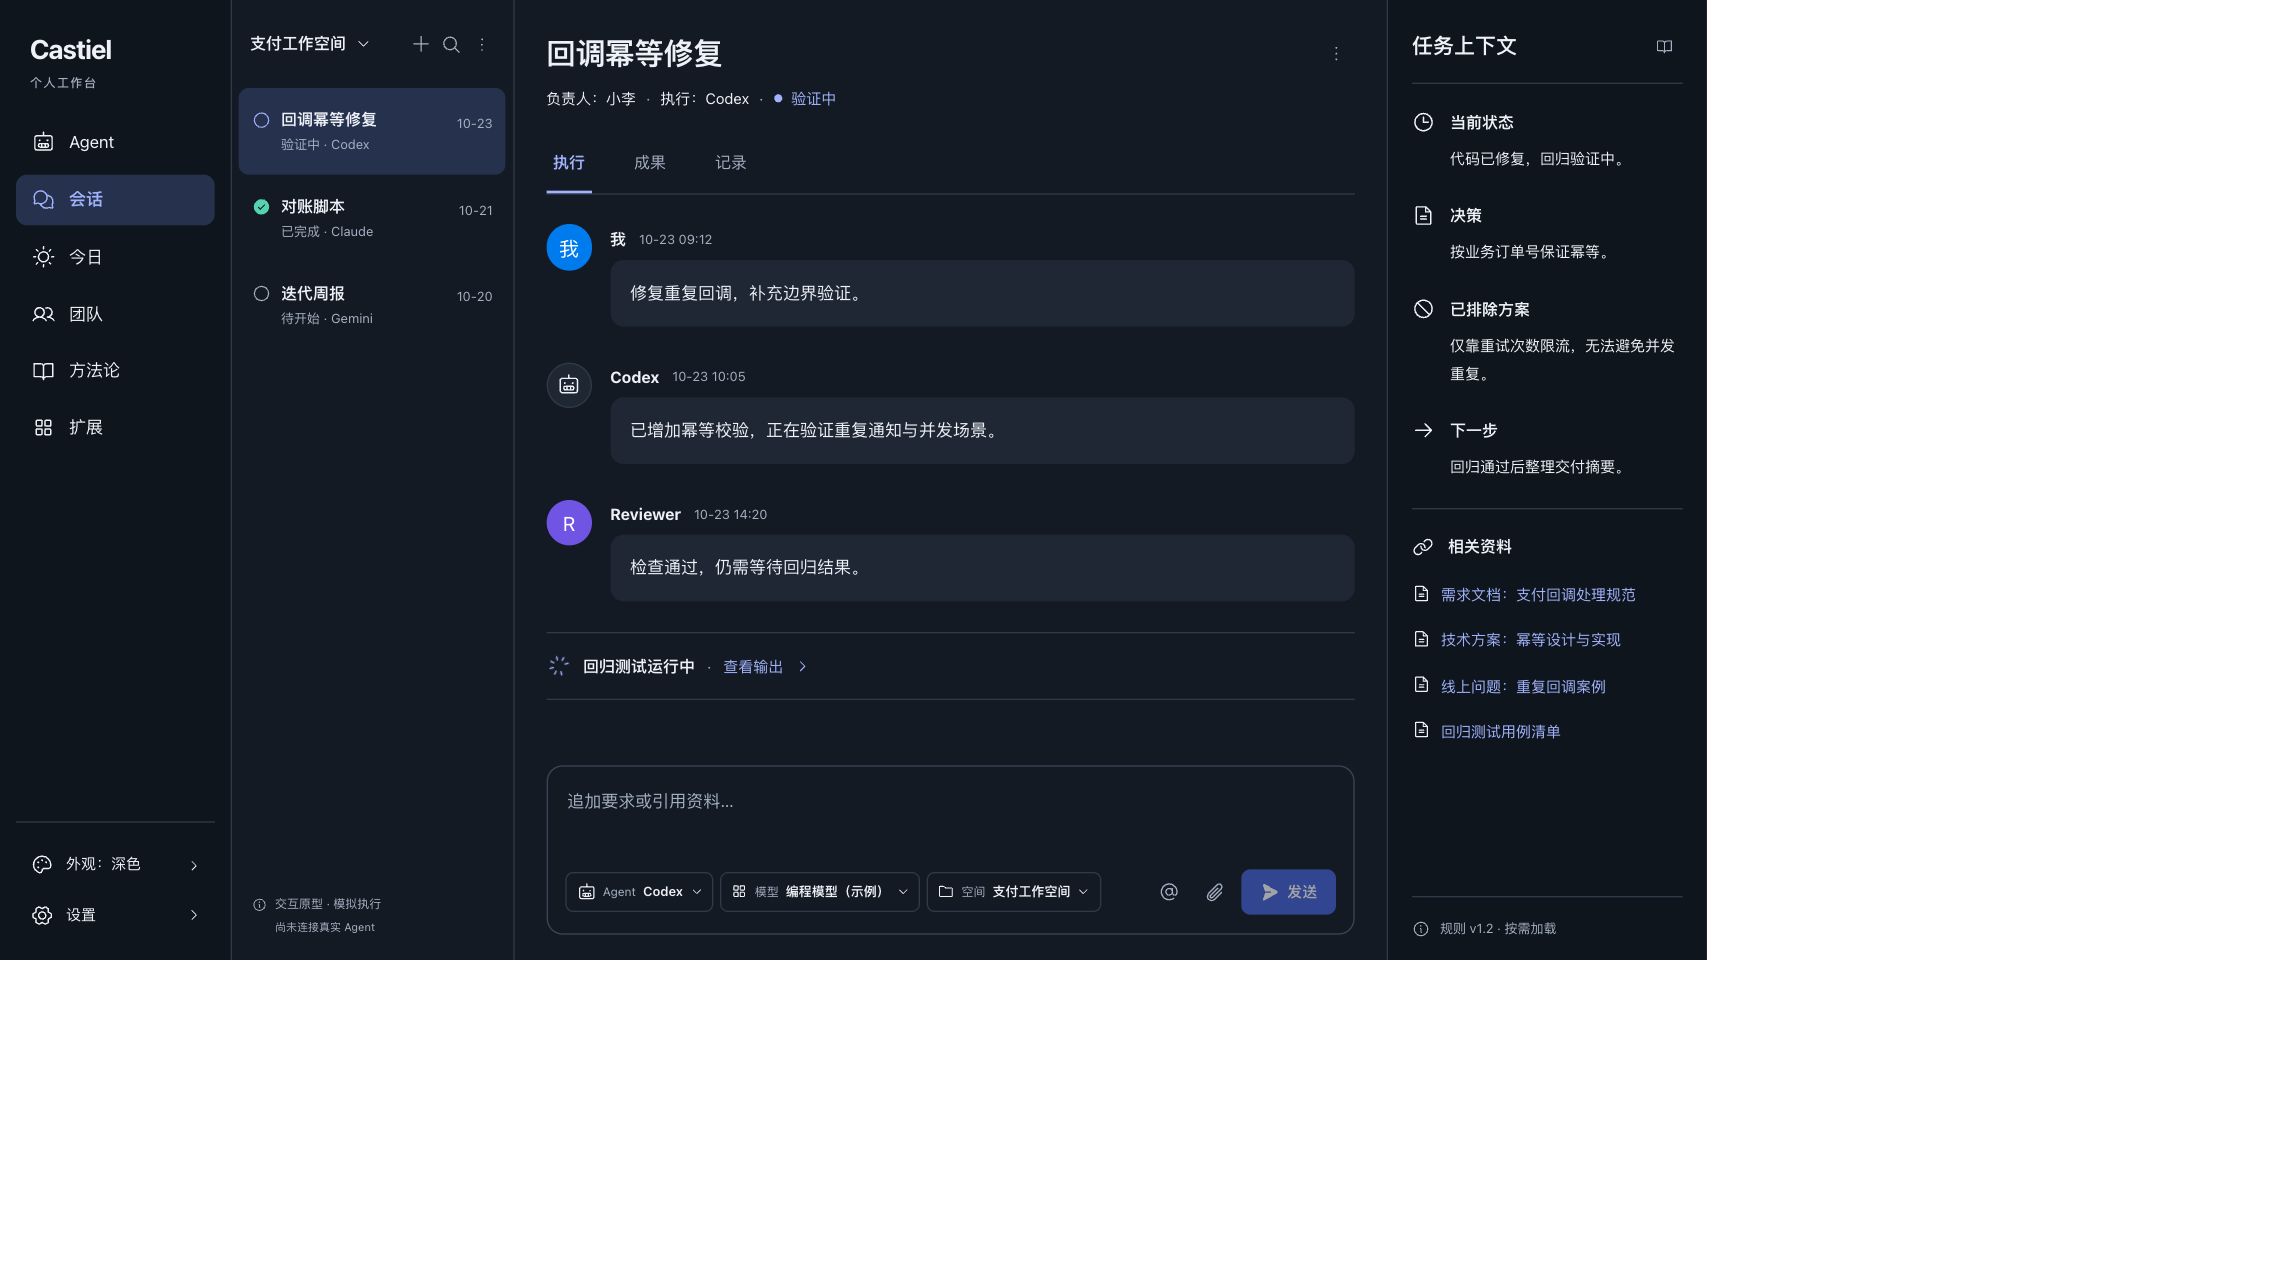 Castiel
个人工作台
Agent
会话
今日
团队
方法论
扩展
外观：深色
设置
支付工作空间
回调幂等修复
10-23
验证中 · Codex
对账脚本
10-21
已完成 · Claude
迭代周报
10-20
待开始 · Gemini
交互原型 · 模拟执行
尚未连接真实 Agent
回调幂等修复
负责人：小李 · 执行：Codex · 验证中
执行 成果 记录
我
我 10-23 09:12
修复重复回调，补充边界验证。
Codex 10-23 10:05
已增加幂等校验，正在验证重复通知与并发场景。
R
Reviewer 10-23 14:20
检查通过，仍需等待回归结果。
回归测试运行中 · 查看输出
追加要求或引用资料...
Agent Codex 模型 编程模型（示例） 空间 支付工作空间 发送
任务上下文
当前状态
代码已修复，回归验证中。
决策
按业务订单号保证幂等。
已排除方案
仅靠重试次数限流，无法避免并发
重复。
下一步
回归通过后整理交付摘要。
相关资料
需求文档：支付回调处理规范
技术方案：幂等设计与实现
线上问题：重复回调案例
回归测试用例清单
规则 v1.2 · 按需加载